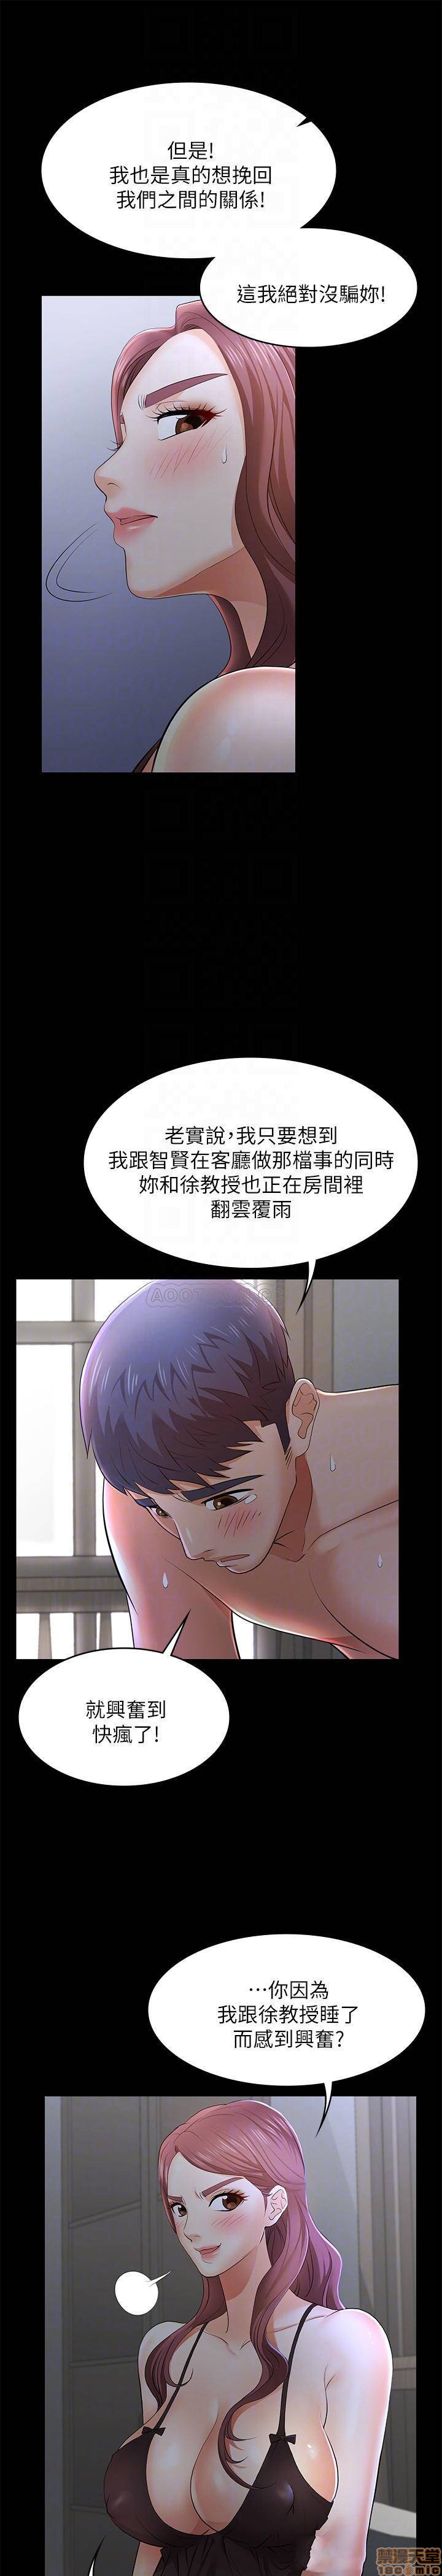 但是!
我也是真的想挽回
我們之間的關係!
這我絕對沒騙妳!
老實說,我只要想到
我跟智賢在客廳做那檔事的同時
妳和徐教授也正在房間裡
翻雲覆雨
就興奮到
快瘋了!
…你因為
我跟徐教授睡了
而感到興奮?
禁漫天堂